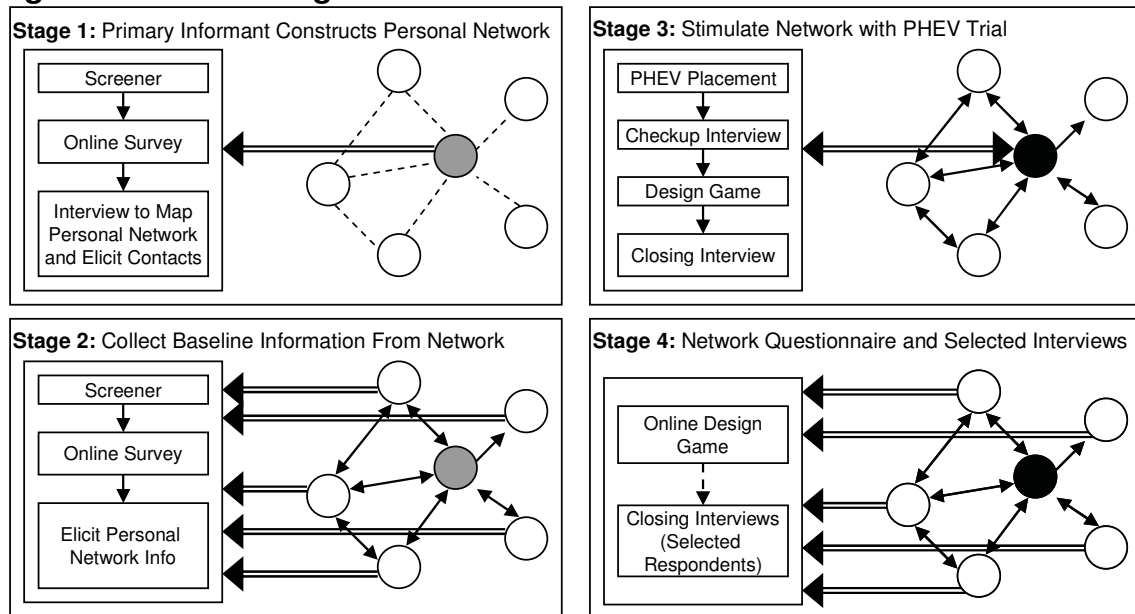 Stage 1: Primary Informant Constructs Personal Network
Screener
Online Survey
Interview to Map
Personal Network
and Elicit Contacts
Stage 3: Stimulate Network with PHEV Trial
PHEV Placement
Checkup Interview
Design Game
Closing Interview
Stage 2: Collect Baseline Information From Network
Screener
Online Survey
Elicit Personal
Network Info
Stage 4: Network Questionnaire and Selected Interviews
Online Design
Game
Closing Interviews
(Selected
Respondents)